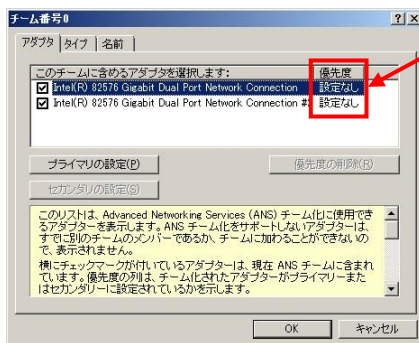 チーム番号0
アダプタ タイプ 名前
このチームに含めるアダプタを選択します: 優先度
Intel(R) 82576 Gigabit Dual Port Network Connection 設定なし
Intel(R) 82576 Gigabit Dual Port Network Connection #2 設定なし
プライマリの設定(P) 優先度の削除(R)
セカンダリの設定(S)
このリストは、Advanced Networking Services (ANS) チーム化に使用でき
るアダプターを表示します。ANS チーム化をサポートしないアダプターは、
すでに別のチームのメンバーであるか、チームに加わることができないの
で、表示されません。
横にチェックマークが付いているアダプターは、現在 ANS チームに含まれ
ています。優先度の列は、チーム化されたアダプターがプライマリーまた
はセカンダリーに設定されているかを示します。
OK キャンセル